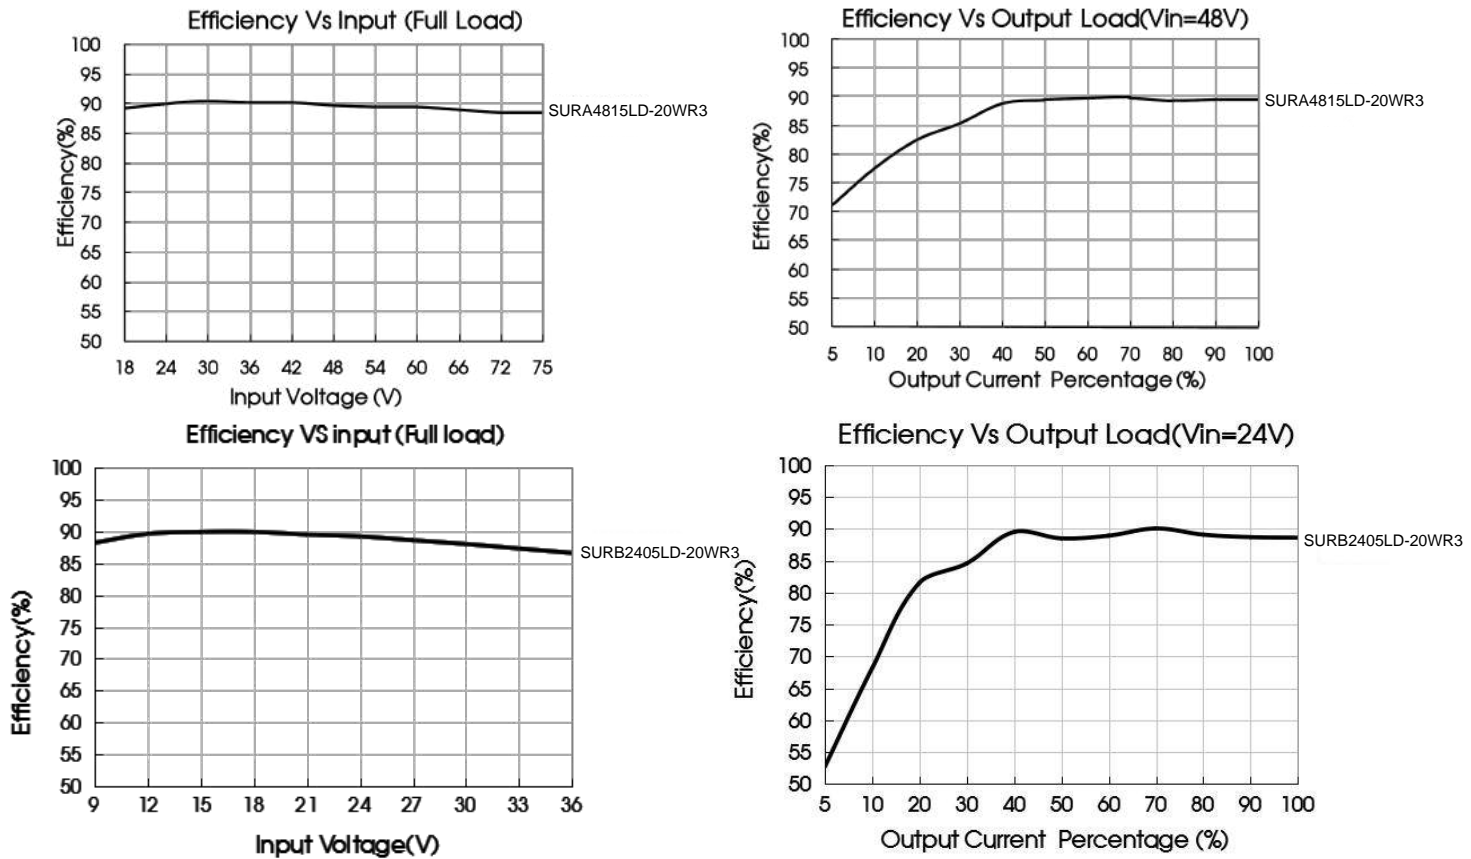 Efficiency Vs Input (Full Load)
100
95
90
85
80
75
70
65
60
55
50
Efficiency(%)
SURA4815LD-20WR3
18 24 30 36 42 48 54 60 66 72 75
Input Voltage (V)
Efficiency Vs Output Load(Vin=48V)
100
95
90
85
80
75
70
65
60
55
50
Efficiency(%)
SURA4815LD-20WR3
5 10 20 30 40 50 60 70 80 90 100
Output Current Percentage (%)
Efficiency VS input (Full load)
100
95
90
85
80
75
70
65
60
55
50
Efficiency(%)
SURB2405LD-20WR3
9 12 15 18 21 24 27 30 33 36
Input Voltage(V)
Efficiency Vs Output Load(Vin=24V)
100
95
90
85
80
75
70
65
60
55
50
Efficiency(%)
SURB2405LD-20WR3
5 10 20 30 40 50 60 70 80 90 100
Output Current Percentage (%)